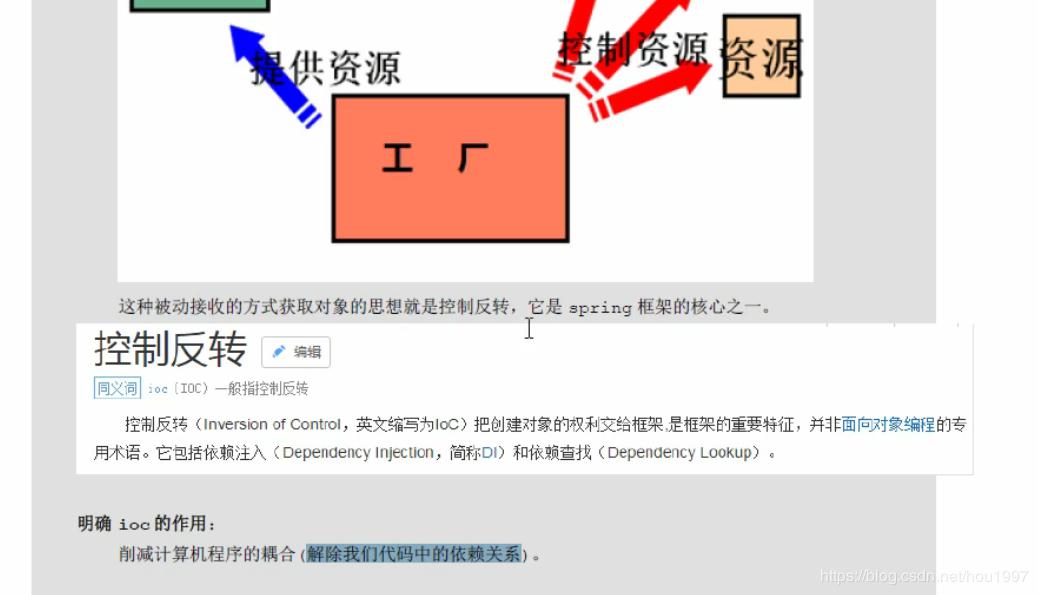 提供资源
控制资源
资源
工 厂
这种被动接收的方式获取对象的思想就是控制反转，它是 spring 框架的核心之一。
控制反转 编辑
同义词 ioc（IOC）一般指控制反转
控制反转（Inversion of Control，英文缩写为IoC）把创建对象的权利交给框架,是框架的重要特征，并非面向对象编程的专
用术语。它包括依赖注入（Dependency Injection，简称DI）和依赖查找（Dependency Lookup）。
明确 ioc 的作用：
削减计算机程序的耦合(解除我们代码中的依赖关系)。
https://blog.csdn.net/hou1997